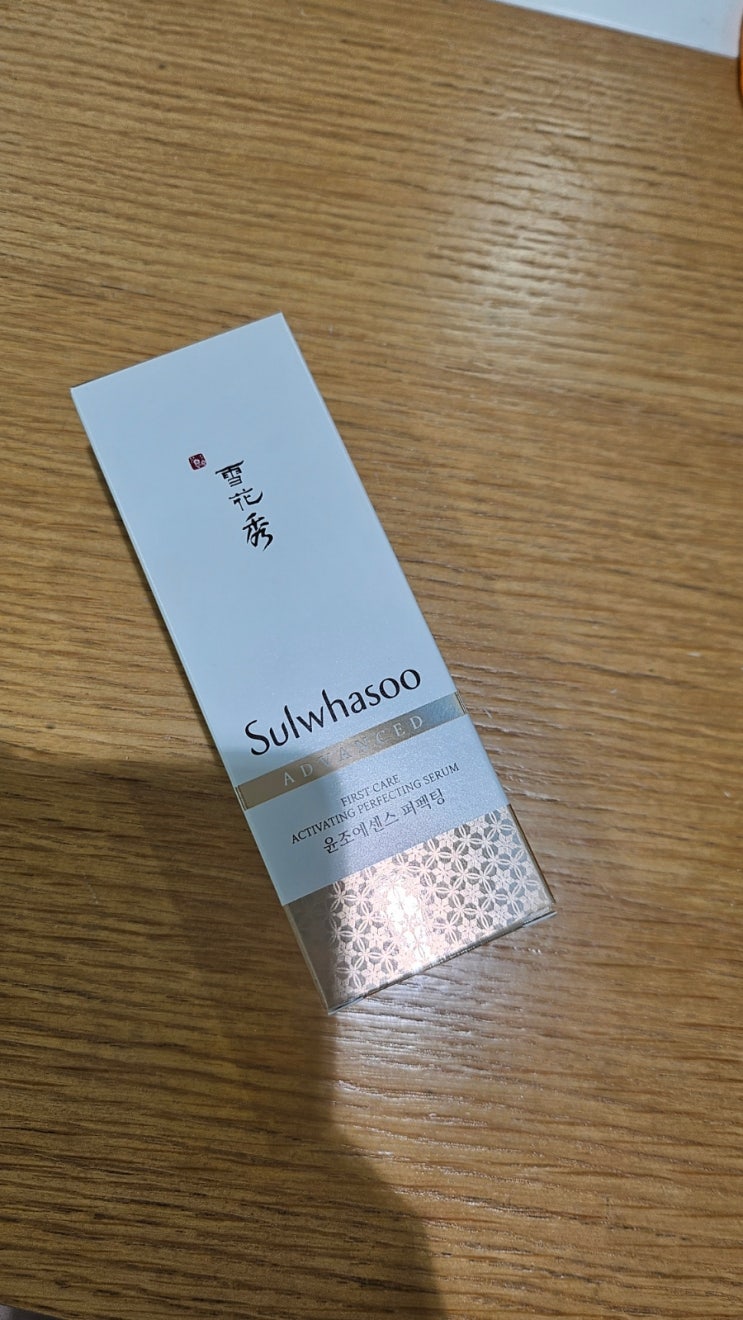 雪花秀
Sulwhasoo
ADVANCED
FIRST CARE
ACTIVATING PERFECTING SERUM
윤조에센스 퍼펙팅